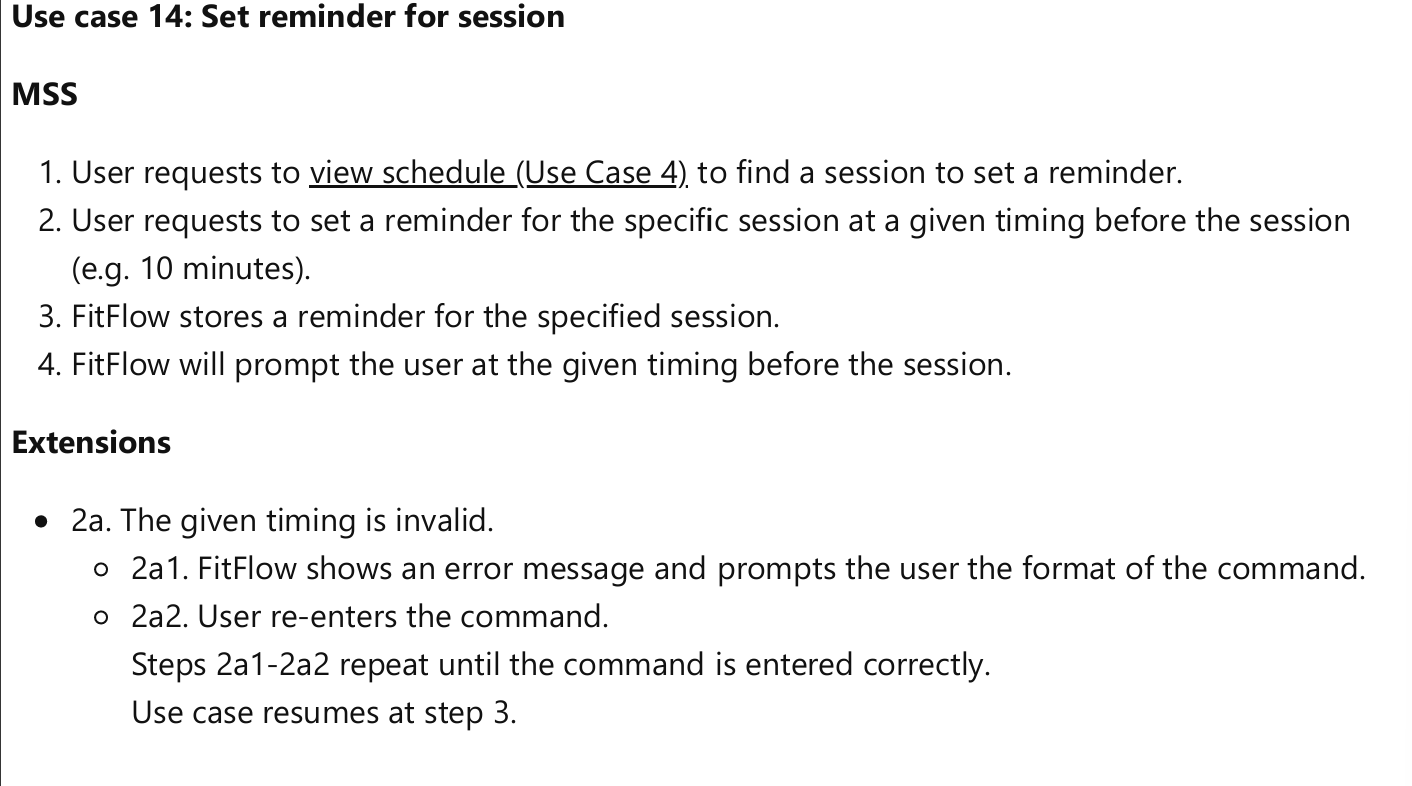 Use case 14: Set reminder for session
MSS
1. User requests to view schedule (Use Case 4) to find a session to set a reminder.
2. User requests to set a reminder for the specific session at a given timing before the session
(e.g. 10 minutes).
3. FitFlow stores a reminder for the specified session.
4. FitFlow will prompt the user at the given timing before the session.
Extensions
• 2a. The given timing is invalid.
○ 2a1. FitFlow shows an error message and prompts the user the format of the command.
○ 2a2. User re-enters the command.
Steps 2a1-2a2 repeat until the command is entered correctly.
Use case resumes at step 3.